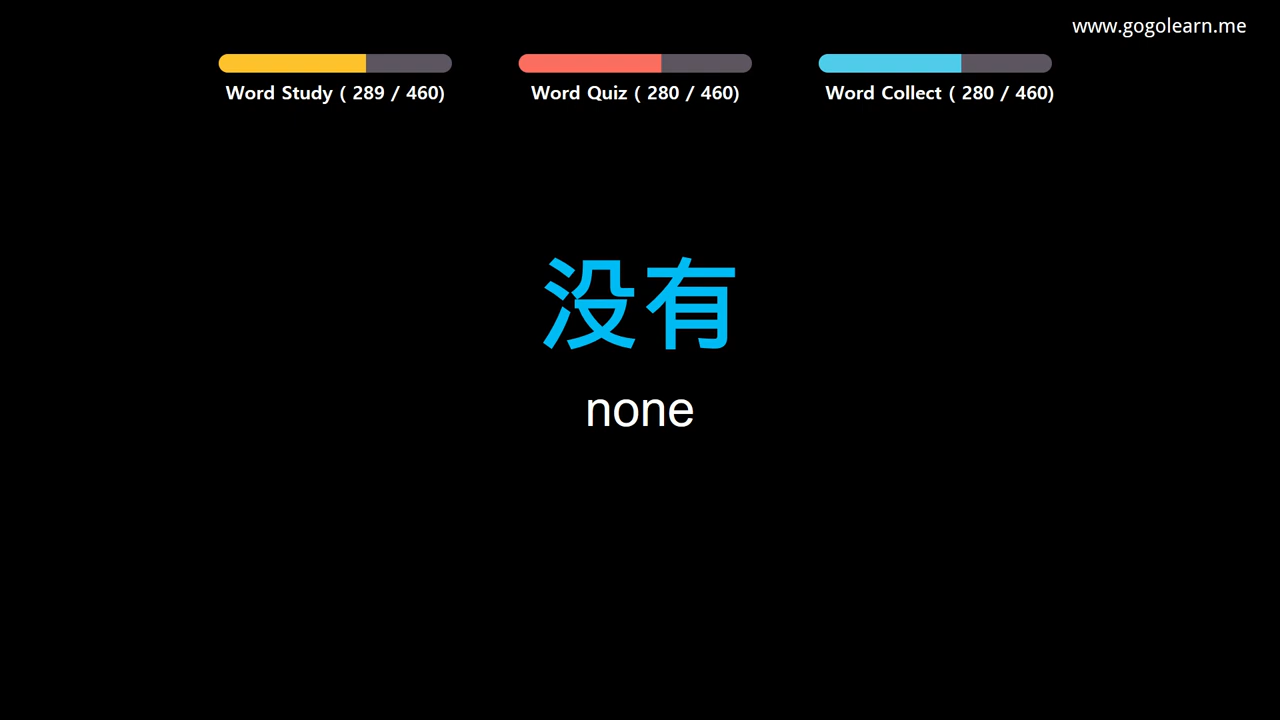 www.gogolearn.me
Word Study ( 289 / 460)
Word Quiz ( 280 / 460)
Word Collect ( 280 / 460)
没有
none